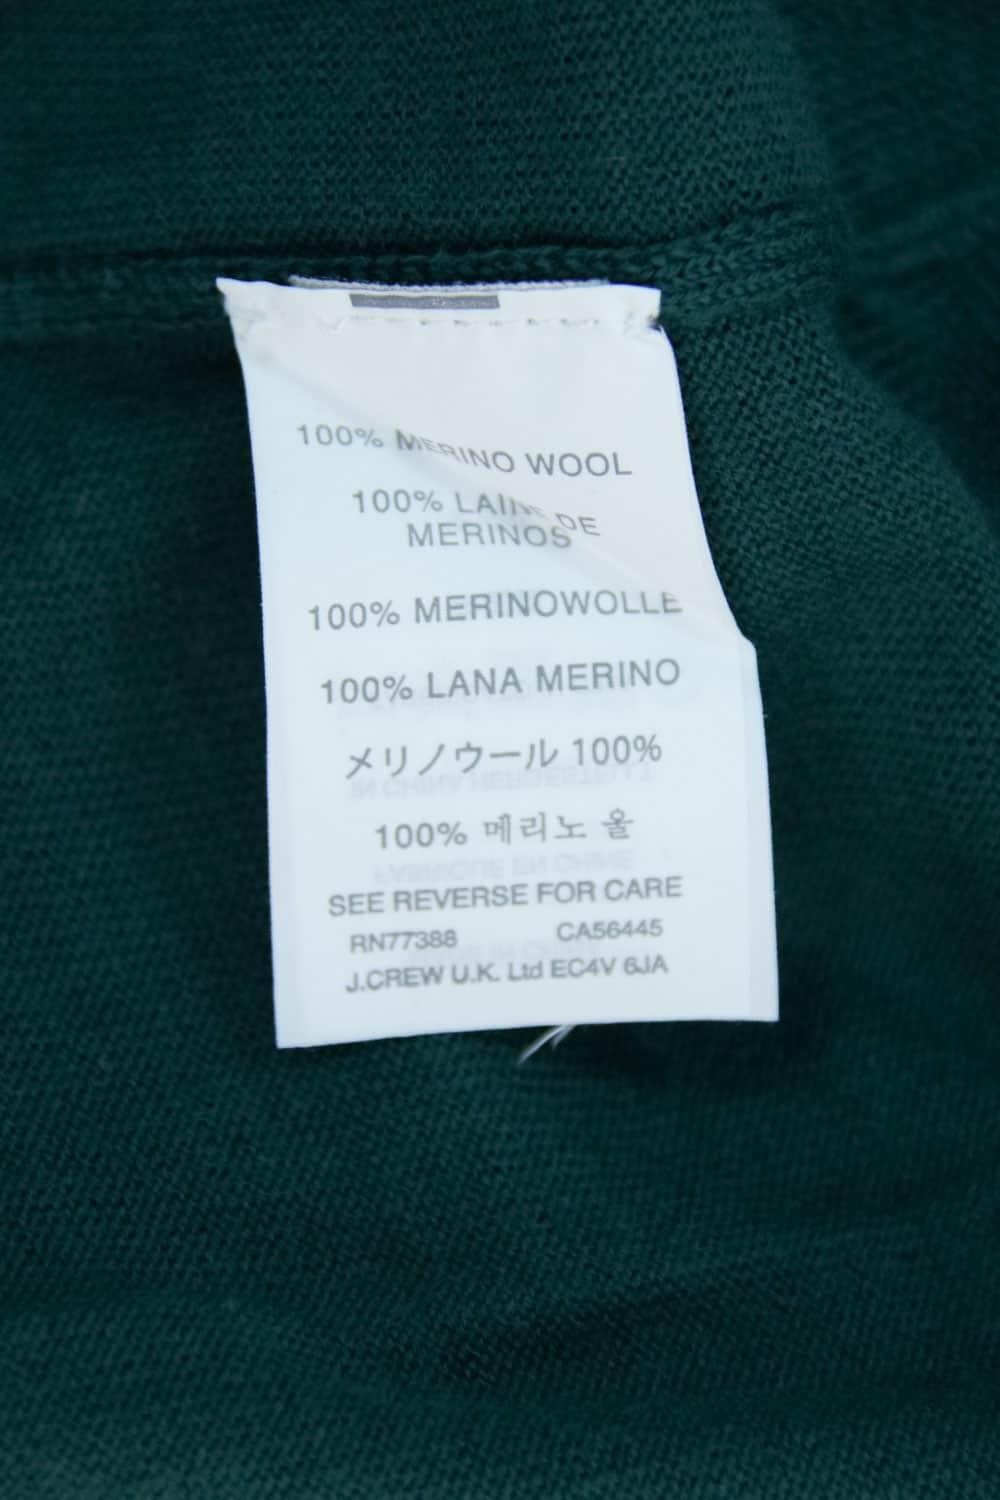 100% MERINO WOOL
100% LAINE DE
MERINOS
100% MERINOWOLLE
100% LANA MERINO
メリノウール 100%
100% 메리노 울
SEE REVERSE FOR CARE
RN77388 CA56445
J.CREW U.K. Ltd EC4V 6JA